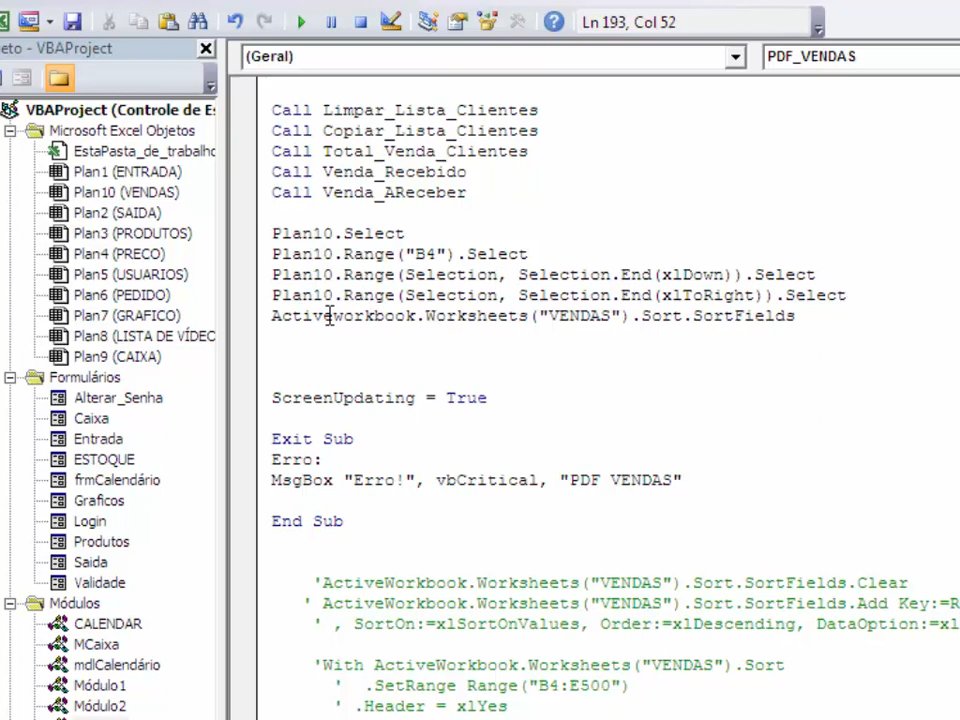 Ln 193, Col 52
eto - VBAProject
(Geral)
PDF_VENDAS
VBAProject (Controle de E
Microsoft Excel Objetos
EstaPasta_de_trabalho
Plan1 (ENTRADA)
Plan10 (VENDAS)
Plan2 (SAIDA)
Plan3 (PRODUTOS)
Plan4 (PRECO)
Plan5 (USUARIOS)
Plan6 (PEDIDO)
Plan7 (GRAFICO)
Plan8 (LISTA DE VÍDEO
Plan9 (CAIXA)
Formulários
Alterar_Senha
Caixa
Entrada
ESTOQUE
frmCalendário
Graficos
Login
Produtos
Saida
Validade
Módulos
CALENDAR
MCaixa
mdlCalendário
Módulo1
Módulo2
Call Limpar_Lista_Clientes
Call Copiar_Lista_Clientes
Call Total_Venda_Clientes
Call Venda_Recebido
Call Venda_AReceber
Plan10.Select
Plan10.Range("B4").Select
Plan10.Range(Selection, Selection.End(xlDown)).Select
Plan10.Range(Selection, Selection.End(xlToRight)).Select
Activeworkbook.Worksheets("VENDAS").Sort.SortFields
ScreenUpdating = True
Exit Sub
Erro:
MsgBox "Erro!", vbCritical, "PDF VENDAS"
End Sub
'ActiveWorkbook.Worksheets("VENDAS").Sort.SortFields.Clear
' ActiveWorkbook.Worksheets("VENDAS").Sort.SortFields.Add Key:=R
' , SortOn:=xlSortOnValues, Order:=xlDescending, DataOption:=xl
'With ActiveWorkbook.Worksheets("VENDAS").Sort
' .SetRange Range("B4:E500")
' .Header = xlYes